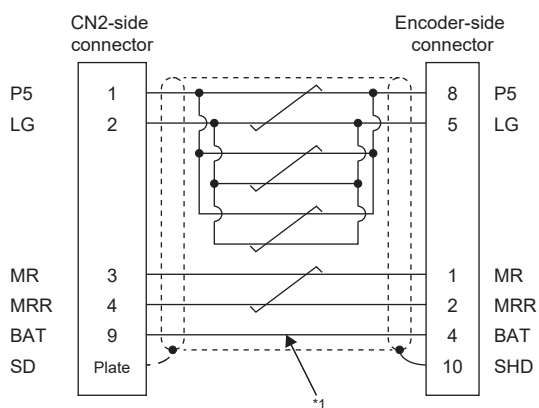 CN2-side
connector
Encoder-side
connector
P5 1 8 P5
LG 2 5 LG
MR 3 1 MR
MRR 4 2 MRR
BAT 9 4 BAT
SD Plate 10 SHD
*1